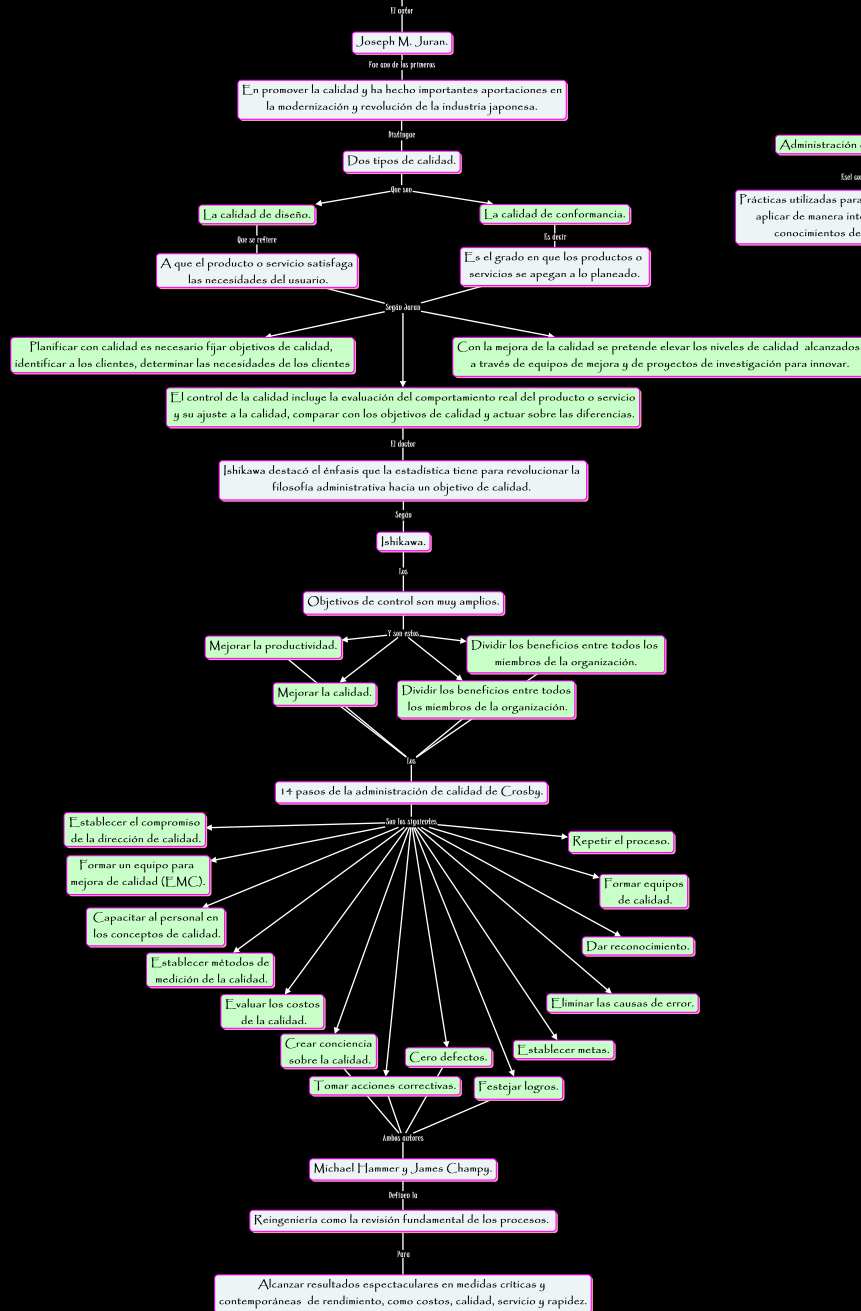 El autor
Joseph M. Juran.
Fue uno de los primeros
En promover la calidad y ha hecho importantes aportaciones en
la modernización y revolución de la industria japonesa.
Distingue
Dos tipos de calidad.
Que son
La calidad de diseño.
La calidad de conformancia.
Que se refiere
Es decir
A que el producto o servicio satisfaga
las necesidades del usuario.
Es el grado en que los productos o
servicios se apegan a lo planeado.
Administración
Es el
Prácticas utilizadas para
aplicar de manera
conocimientos de
Según Juran
Planificar con calidad es necesario fijar objetivos de calidad,
identificar a los clientes, determinar las necesidades de los clientes
Con la mejora de la calidad se pretende elevar los niveles de calidad alcanzados
a través de equipos de mejora y de proyectos de investigación para innovar.
El control de la calidad incluye la evaluación del comportamiento real del producto o servicio
y su ajuste a la calidad, comparar con los objetivos de calidad y actuar sobre las diferencias.
El doctor
Ishikawa destacó el énfasis que la estadística tiene para revolucionar la
filosofía administrativa hacia un objetivo de calidad.
Según
Ishikawa.
Los
Objetivos de control son muy amplios.
Y son estos
Mejorar la productividad.
Dividir los beneficios entre todos los
miembros de la organización.
Mejorar la calidad.
Dividir los beneficios entre todos
los miembros de la organización.
Los
14 pasos de la administración de calidad de Crosby.
Son los siguientes
Establecer el compromiso
de la dirección de calidad.
Repetir el proceso.
Formar un equipo para
mejora de calidad (EMC).
Formar equipos
de calidad.
Capacitar al personal en
los conceptos de calidad.
Dar reconocimiento.
Establecer métodos de
medición de la calidad.
Evaluar los costos
de la calidad.
Eliminar las causas de error.
Crear conciencia
sobre la calidad.
Cero defectos.
Establecer metas.
Tomar acciones correctivas.
Festejar logros.
Ambos autores
Michael Hammer y James Champy.
Definen la
Reingeniería como la revisión fundamental de los procesos.
Para
Alcanzar resultados espectaculares en medidas críticas y
contemporáneas de rendimiento, como costos, calidad, servicio y rapidez.